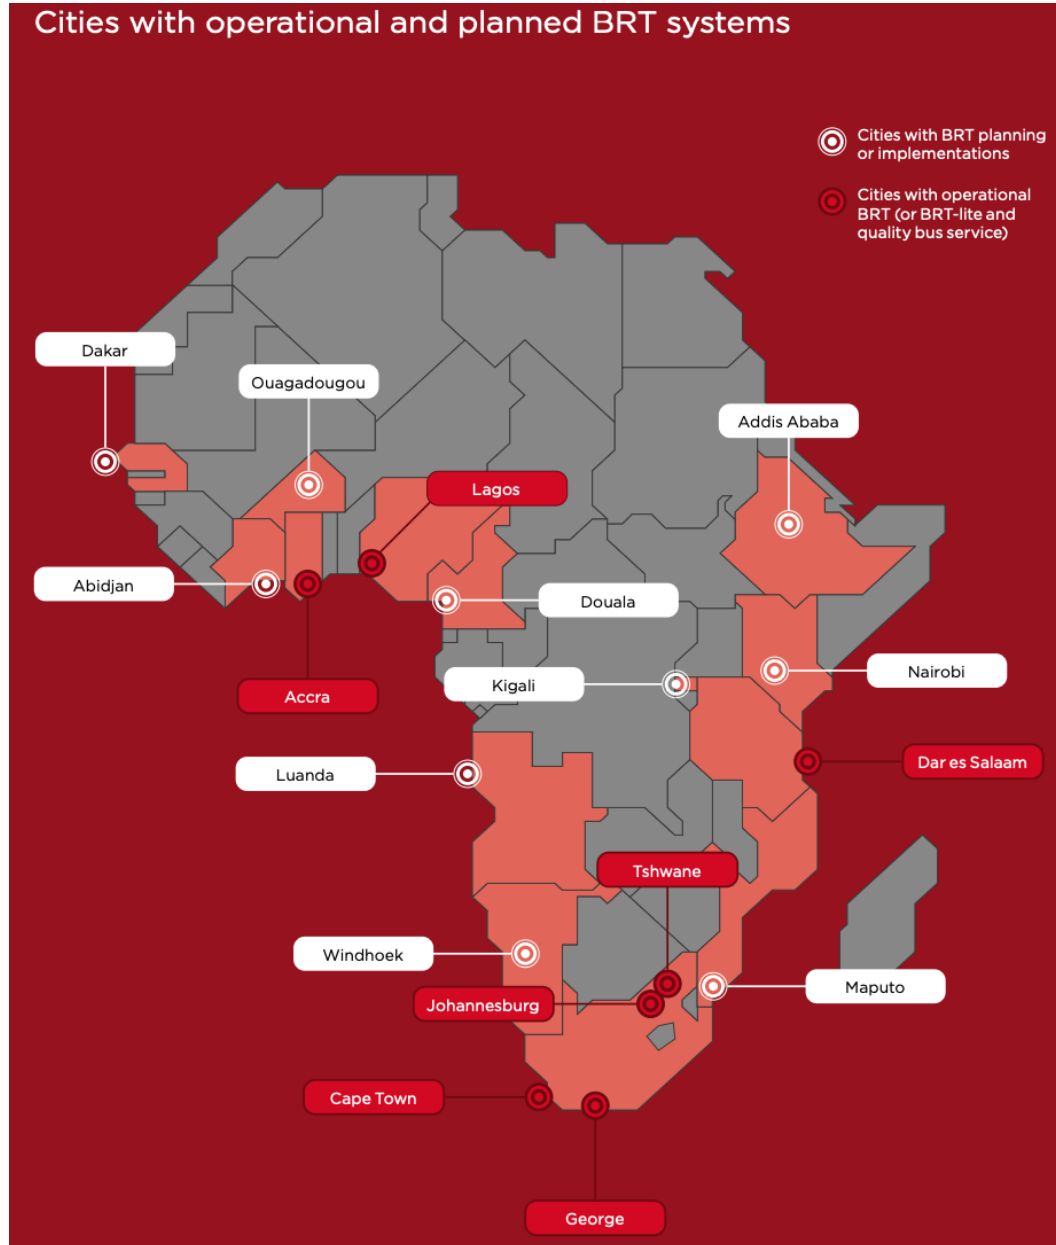 Cities with operational and planned BRT systems
Cities with BRT planning
or implementations
Cities with operational
BRT (or BRT-lite and
quality bus service)
Dakar
Ouagadougou
Addis Ababa
Lagos
Abidjan
Douala
Nairobi
Kigali
Accra
Dar es Salaam
Luanda
Tshwane
Windhoek
Maputo
Johannesburg
Cape Town
George